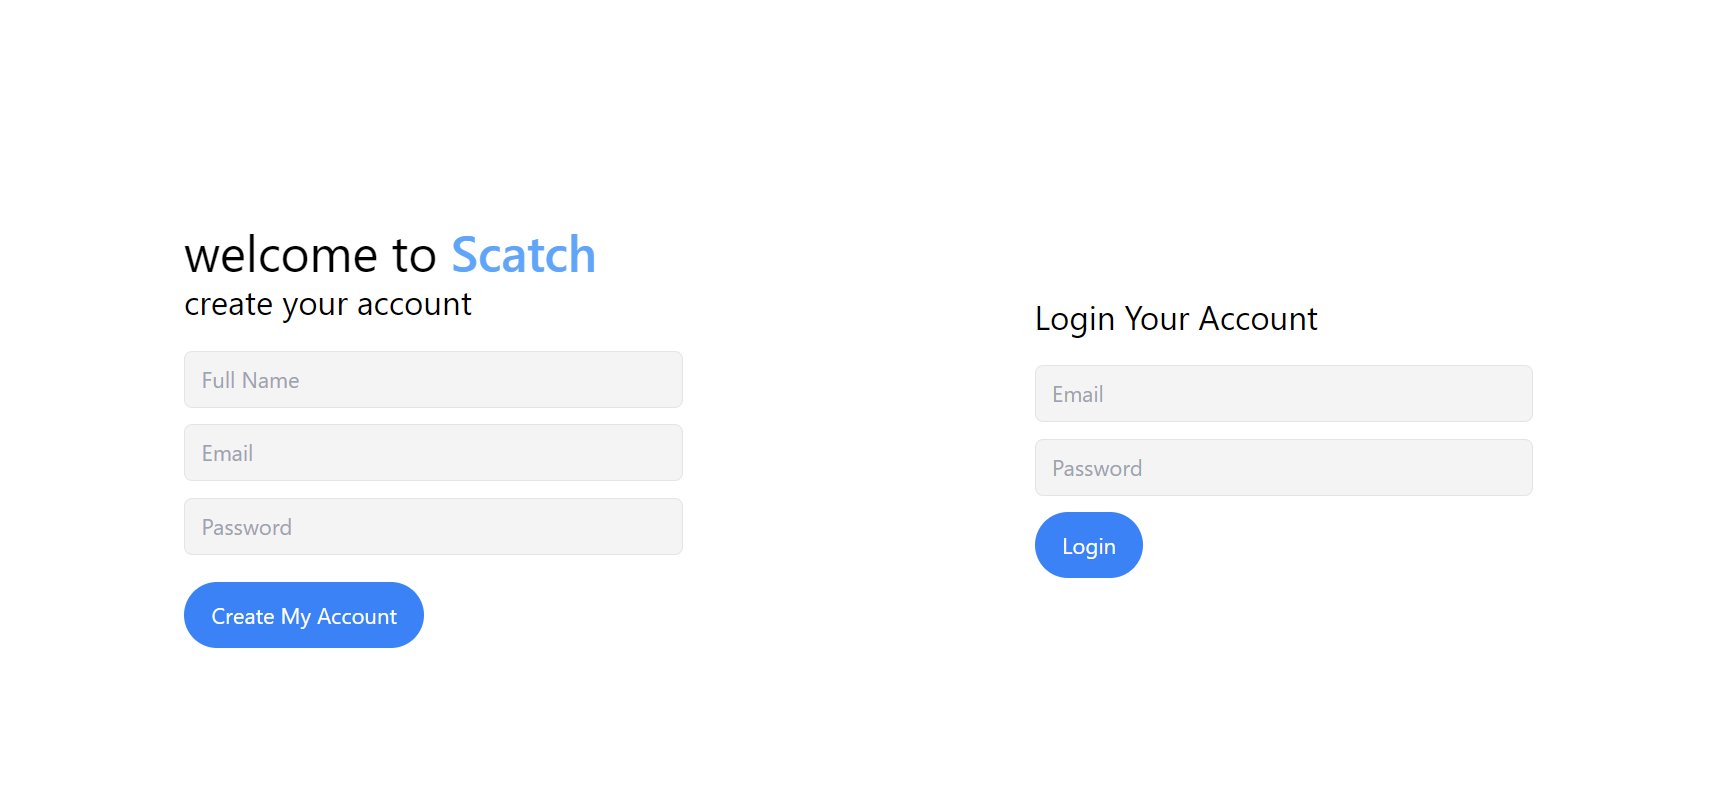 welcome to Scatch
create your account
Full Name
Email
Password
Create My Account
Login Your Account
Email
Password
Login